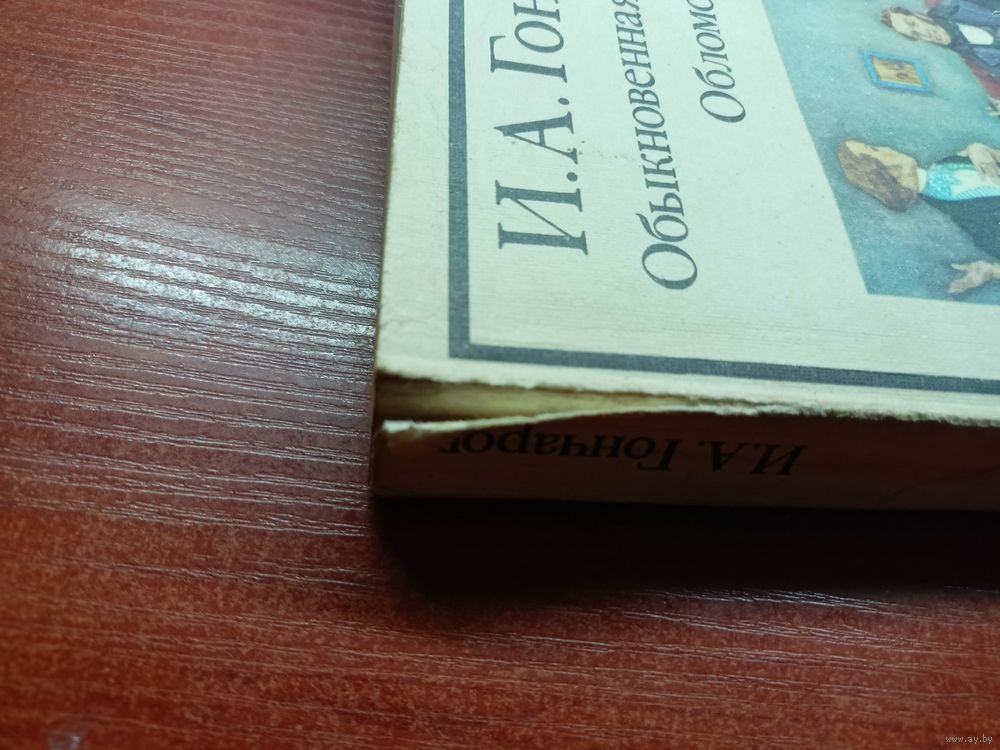 И.А. Гон
Обыкновенная
Обломо
И.А. Гончаров
www.ay.by